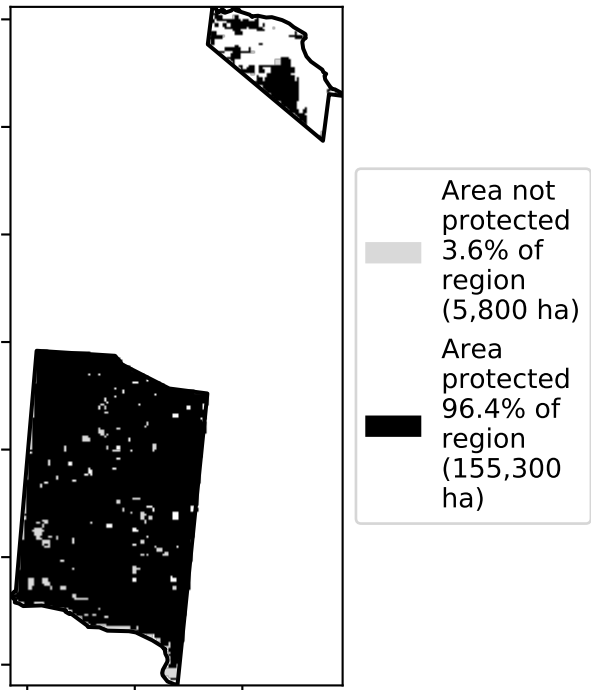 Area not
protected
3.6% of
region
(5,800 ha)
Area
protected
96.4% of
region
(155,300
ha)